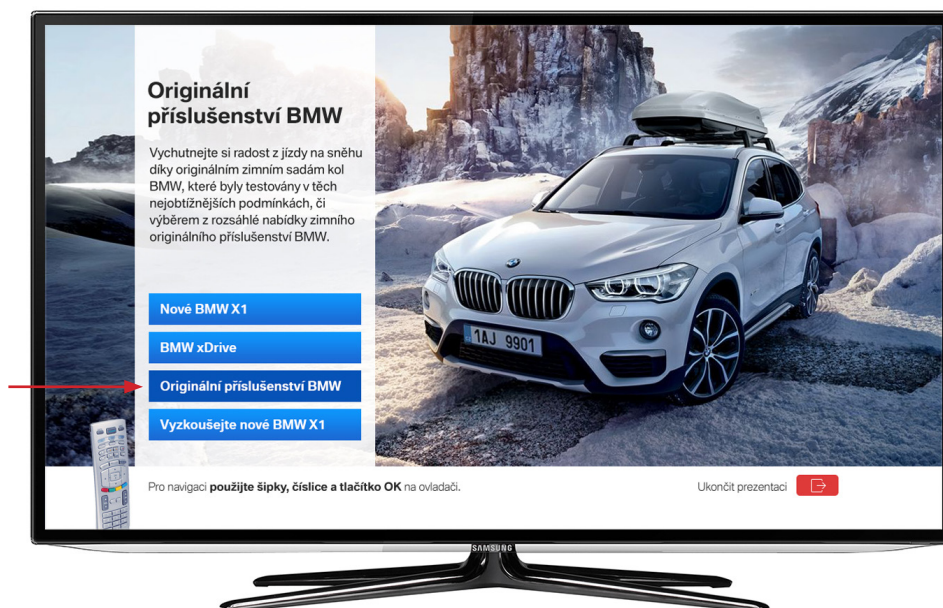 Originální
příslušenství BMW
Vychutnejte si radost z jízdy na sněhu
díky originálním zimním sadám kol
BMW, které byly testovány v těch
nejobtížnějších podmínkách, či
výběrem z rozsáhlé nabídky zimního
originálního příslušenství BMW.
Nové BMW X1
BMW xDrive
Originální příslušenství BMW
Vyzkoušejte nové BMW X1
1AJ 9901
Pro navigaci použijte šipky, číslice a tlačítko OK na ovladači.
Ukončit prezentaci
SAMSUNG